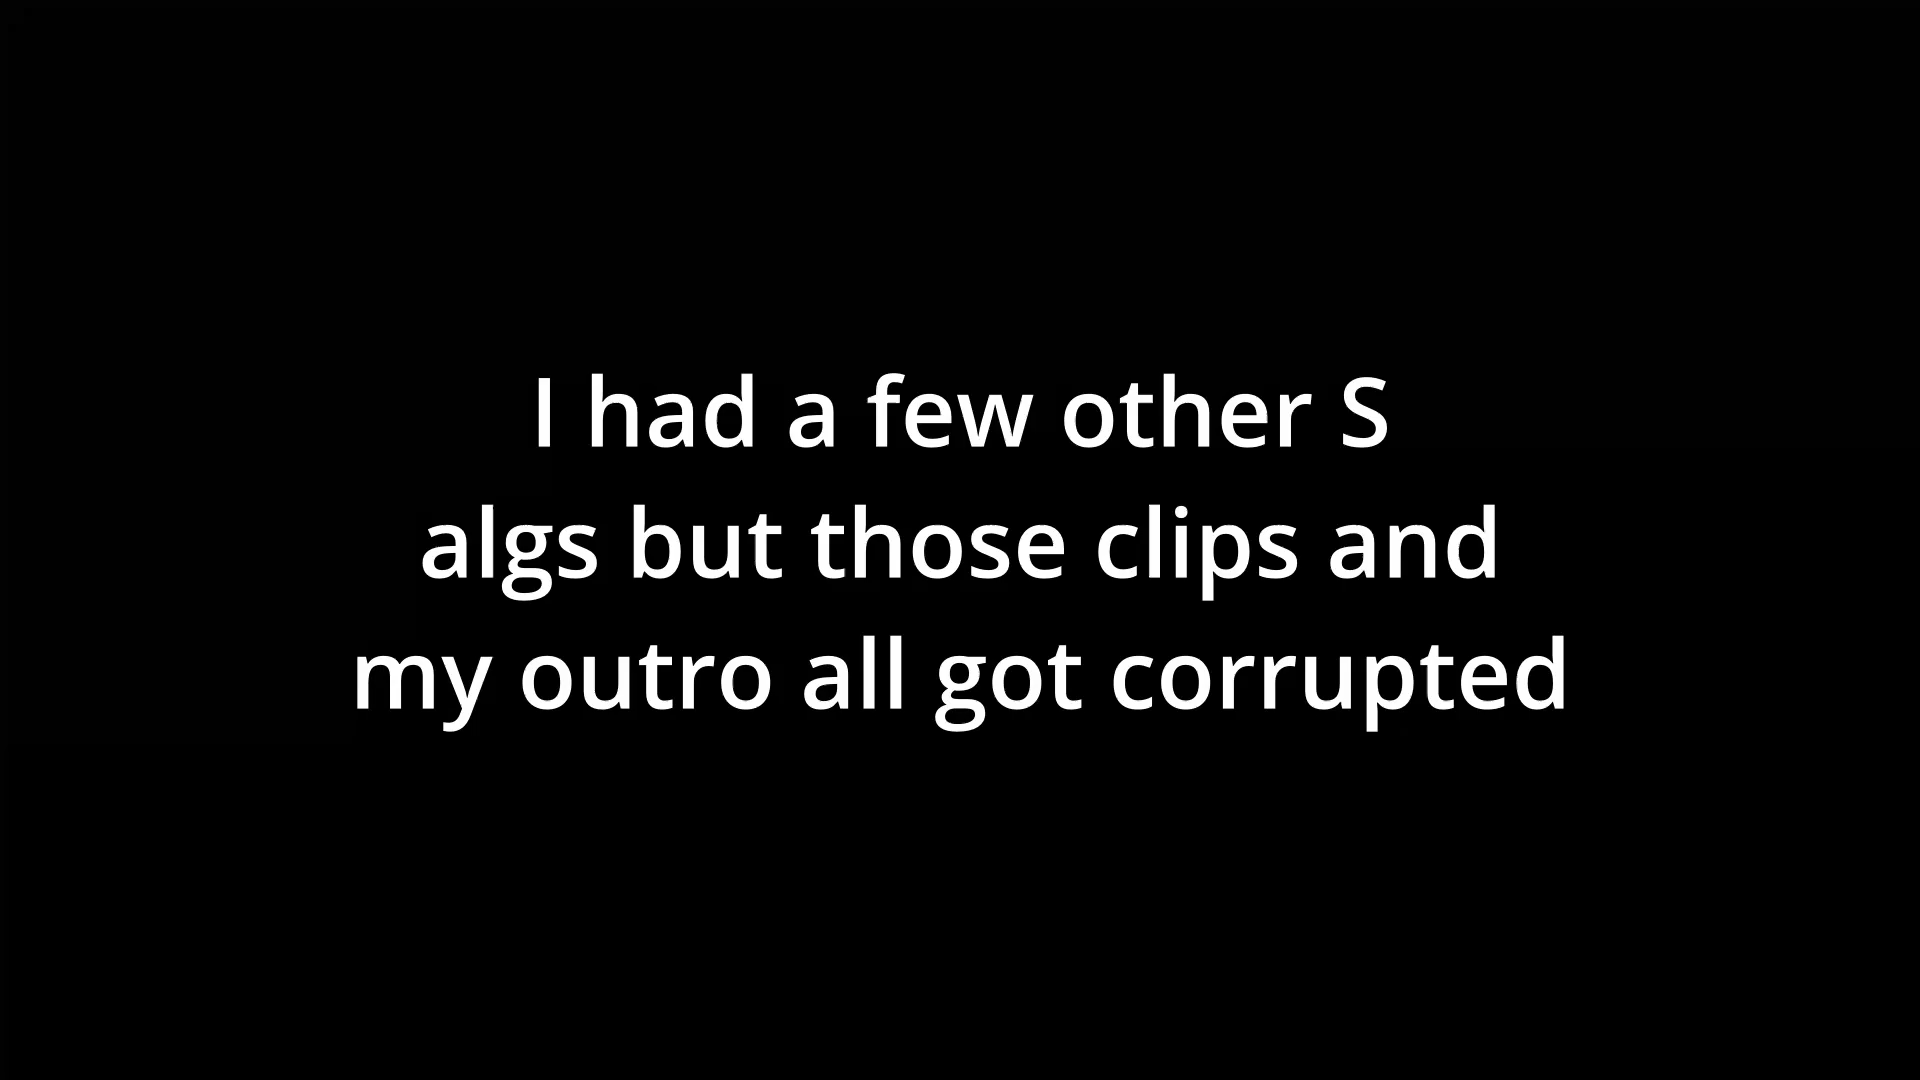 I had a few other S
algs but those clips and
my outro all got corrupted